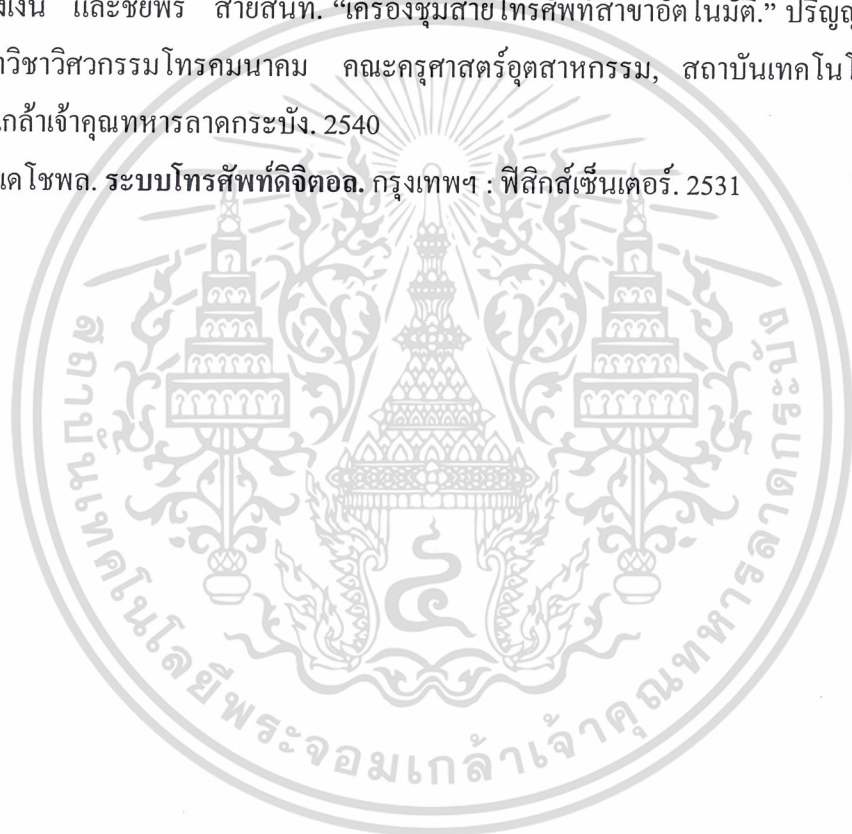 และชัยพร สายสนิท. “เครื่องชุมสายโทรศัพท์สาขาอัตโนมัติ.”
วิชาวิศวกรรมโทรคมนาคม คณะครุศาสตร์อุตสาหกรรม, สถาบันเทคโนโ
เกล้าเจ้าคุณทหารลาดกระบัง. 2540
เดโชพล. ระบบโทรศัพท์ดิจิตอล. กรุงเทพฯ : ฟิสิกส์เซ็นเตอร์. 2531
สถาบันเทคโนโลยีพระจอมเกล้าเจ้าคุณทหารลาดกระบัง